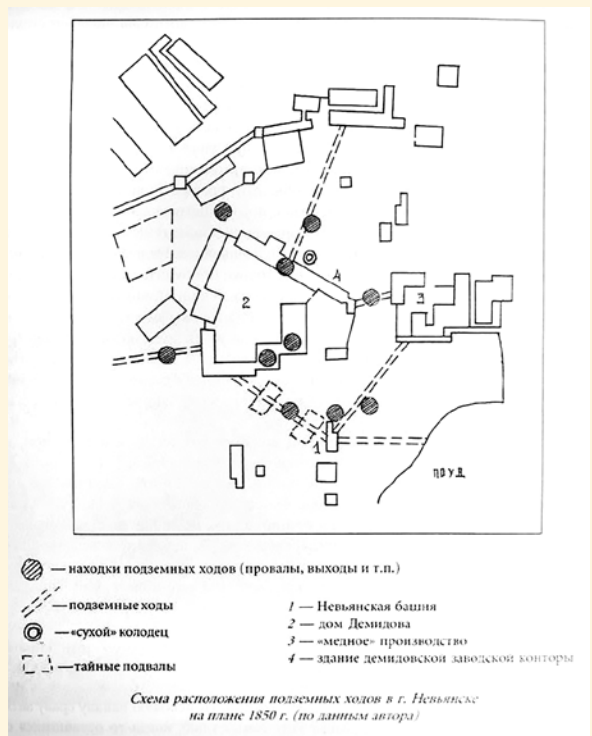 4
2
3
1
ПРУД
— находки подземных ходов (провалы, выходы и т.п.)
— подземные ходы
— «сухой» колодец
— тайные подвалы
1 — Невьянская башня
2 — дом Демидова
3 — «медное» производство
4 — здание демидовской заводской конторы
Схема расположения подземных ходов в г. Невьянске
на плане 1850 г. (по данным автора)